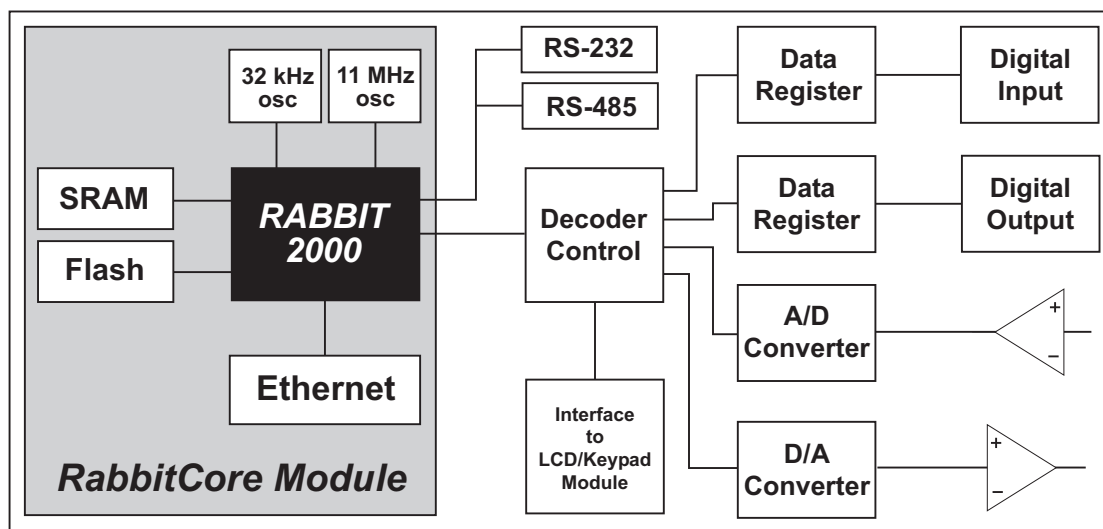 32 kHz
osc
11 MHz
osc
SRAM
Flash
RABBIT
2000
Ethernet
RabbitCore Module
RS-232
RS-485
Decoder
Control
Interface
to
LCD/Keypad
Module
Data
Register
Digital
Input
Data
Register
Digital
Output
A/D
Converter
+
−
D/A
Converter
+
−